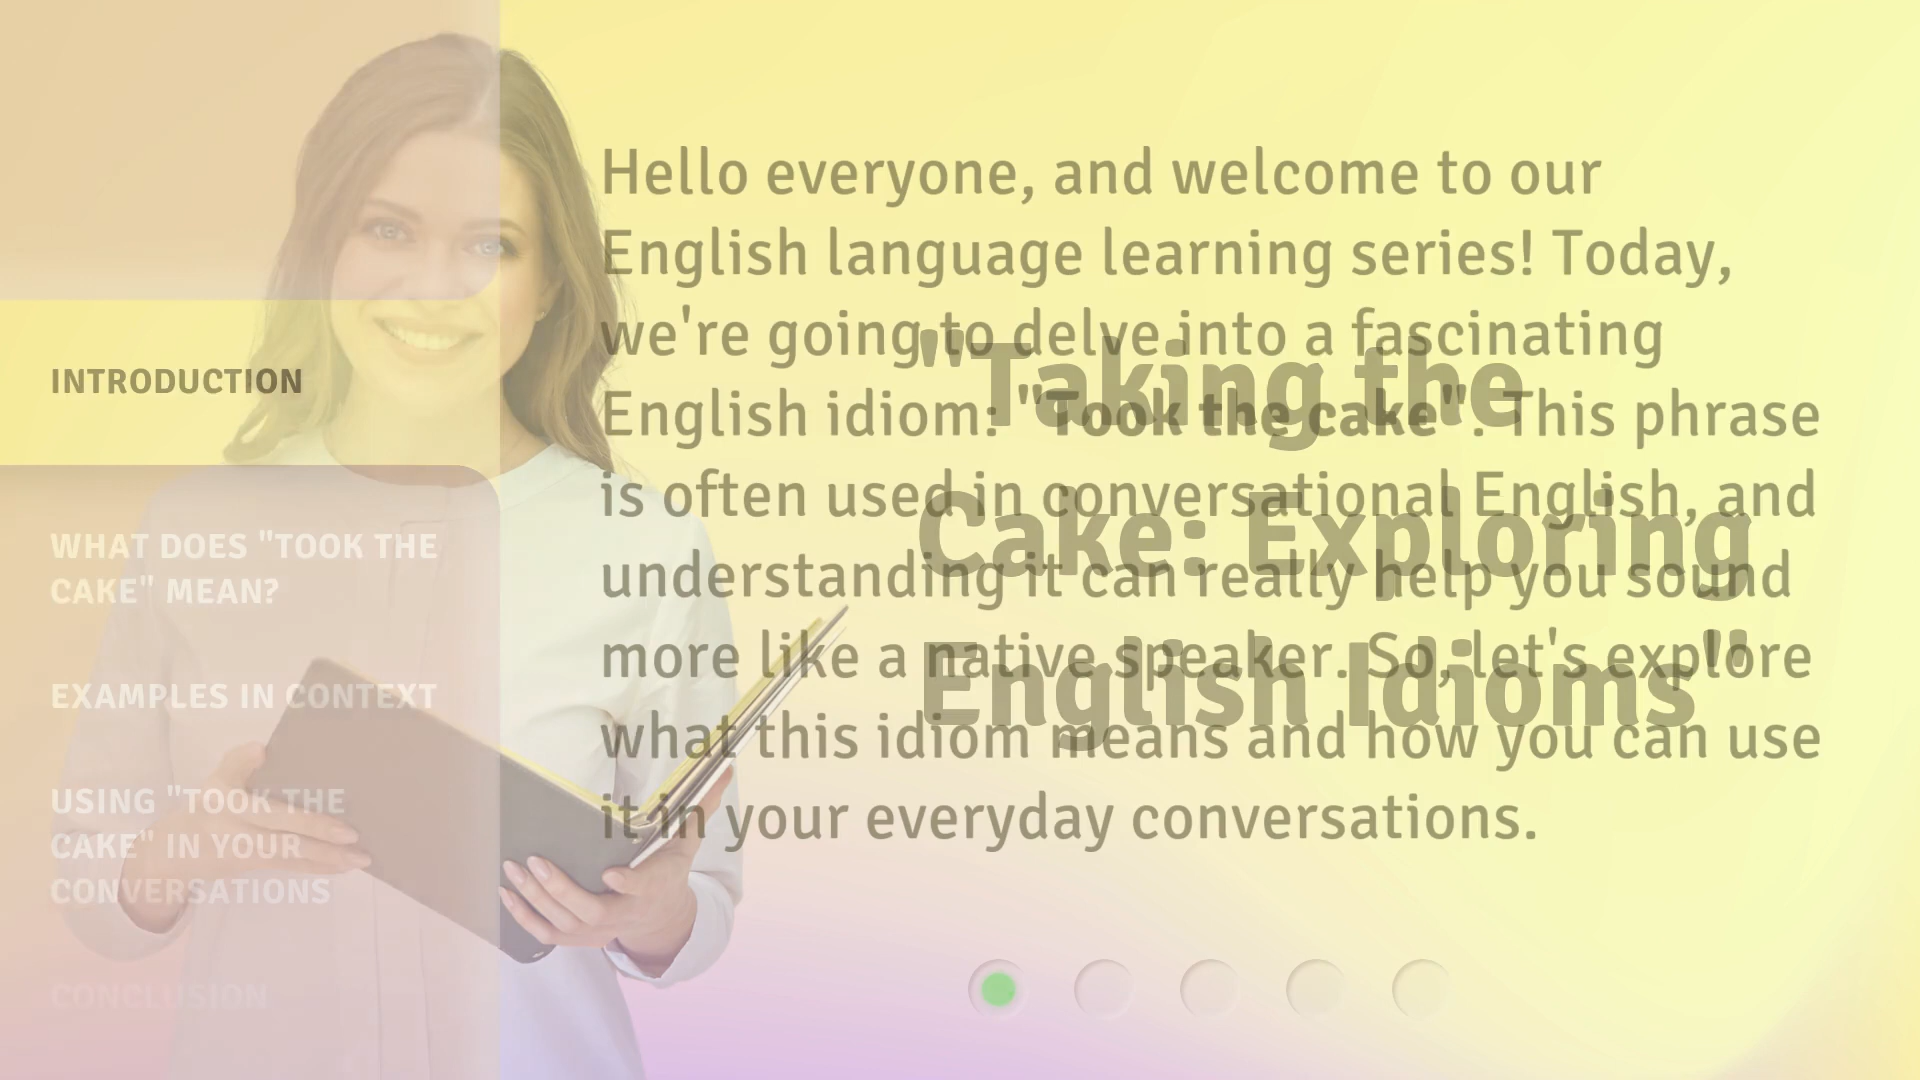 INTRODUCTION
WHAT DOES "TOOK THE
CAKE" MEAN?
EXAMPLES IN CONTEXT
USING "TOOK THE
CAKE" IN YOUR
CONVERSATIONS
CONCLUSION
Hello everyone, and welcome to our
English language learning series! Today,
we're going to delve into a fascinating
English idiom: "Took the cake". This phrase
is often used in conversational English, and
understanding it can really help you sound
more like a native speaker. So, let's explore
what this idiom means and how you can use
it in your everyday conversations.
"Taking the
Cake: Exploring
English Idioms"